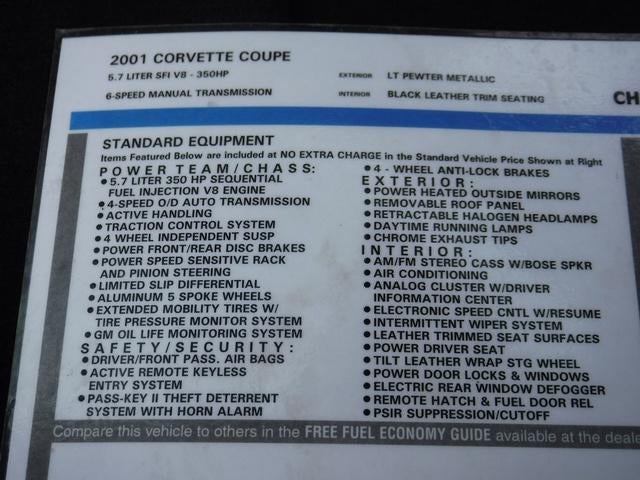 2001 CORVETTE COUPE
5.7 LITER SFI V8 - 350HP
EXTERIOR LT PEWTER METALLIC
6-SPEED MANUAL TRANSMISSION
INTERIOR BLACK LEATHER TRIM SEATING
CH
STANDARD EQUIPMENT
Items Featured Below are included at NO EXTRA CHARGE in the Standard Vehicle Price Shown at Right
POWER TEAM/CHASS:
● 5.7 LITER 350 HP SEQUENTIAL
FUEL INJECTION V8 ENGINE
● 4-SPEED O/D AUTO TRANSMISSION
● ACTIVE HANDLING
● TRACTION CONTROL SYSTEM
● 4 WHEEL INDEPENDENT SUSP
● POWER FRONT/REAR DISC BRAKES
● POWER SPEED SENSITIVE RACK
AND PINION STEERING
● LIMITED SLIP DIFFERENTIAL
● ALUMINUM 5 SPOKE WHEELS
● EXTENDED MOBILITY TIRES W/
TIRE PRESSURE MONITOR SYSTEM
● GM OIL LIFE MONITORING SYSTEM
SAFETY/SECURITY:
● DRIVER/FRONT PASS. AIR BAGS
● ACTIVE REMOTE KEYLESS
ENTRY SYSTEM
● PASS-KEY II THEFT DETERRENT
SYSTEM WITH HORN ALARM
● 4 - WHEEL ANTI-LOCK BRAKES
EXTERIOR:
● POWER HEATED OUTSIDE MIRRORS
● REMOVABLE ROOF PANEL
● RETRACTABLE HALOGEN HEADLAMPS
● DAYTIME RUNNING LAMPS
● CHROME EXHAUST TIPS
INTERIOR:
● AM/FM STEREO CASS W/BOSE SPKR
● AIR CONDITIONING
● ANALOG CLUSTER W/DRIVER
INFORMATION CENTER
● ELECTRONIC SPEED CNTL W/RESUME
● INTERMITTENT WIPER SYSTEM
● LEATHER TRIMMED SEAT SURFACES
● POWER DRIVER SEAT
● TILT LEATHER WRAP STG WHEEL
● POWER DOOR LOCKS & WINDOWS
● ELECTRIC REAR WINDOW DEFOGGER
● REMOTE HATCH & FUEL DOOR REL
● PSIR SUPPRESSION/CUTOFF
Compare this vehicle to others in the FREE FUEL ECONOMY GUIDE available at the deale